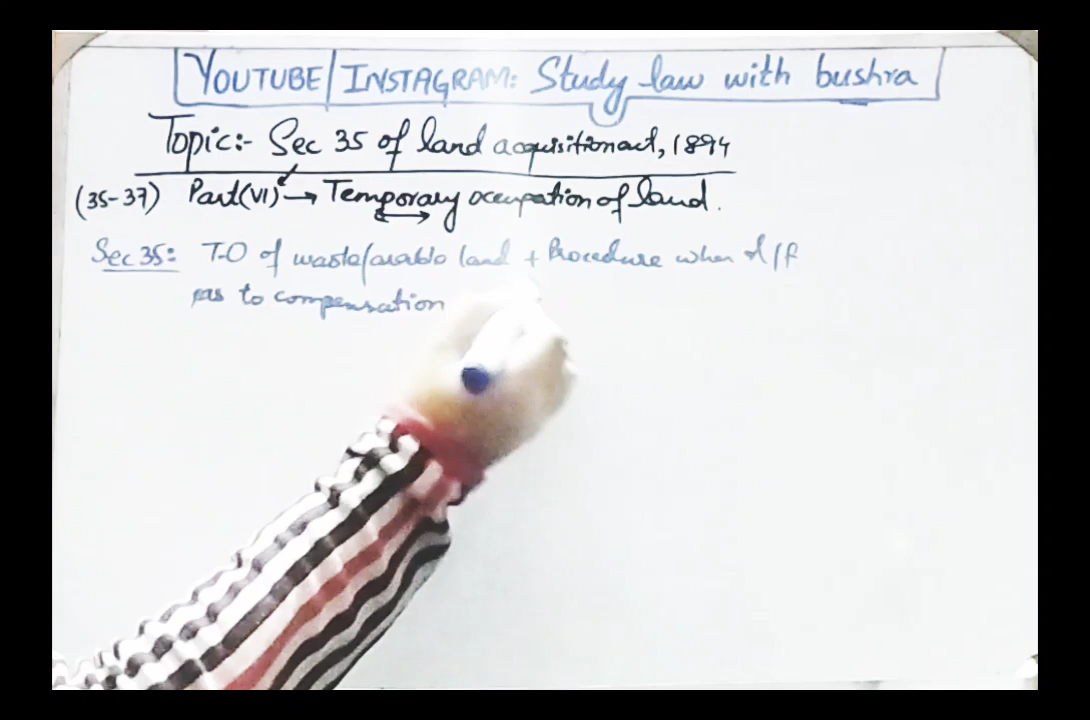 YOUTUBE/INSTAGRAM: Study law with bushra
Topic:- Sec 35 of land acquisition act, 1894
(35-37) Part(VI) → Temporary occupation of land.
Sec 35: T-O of waste/arable land + Procedure when d/f
as to compensation